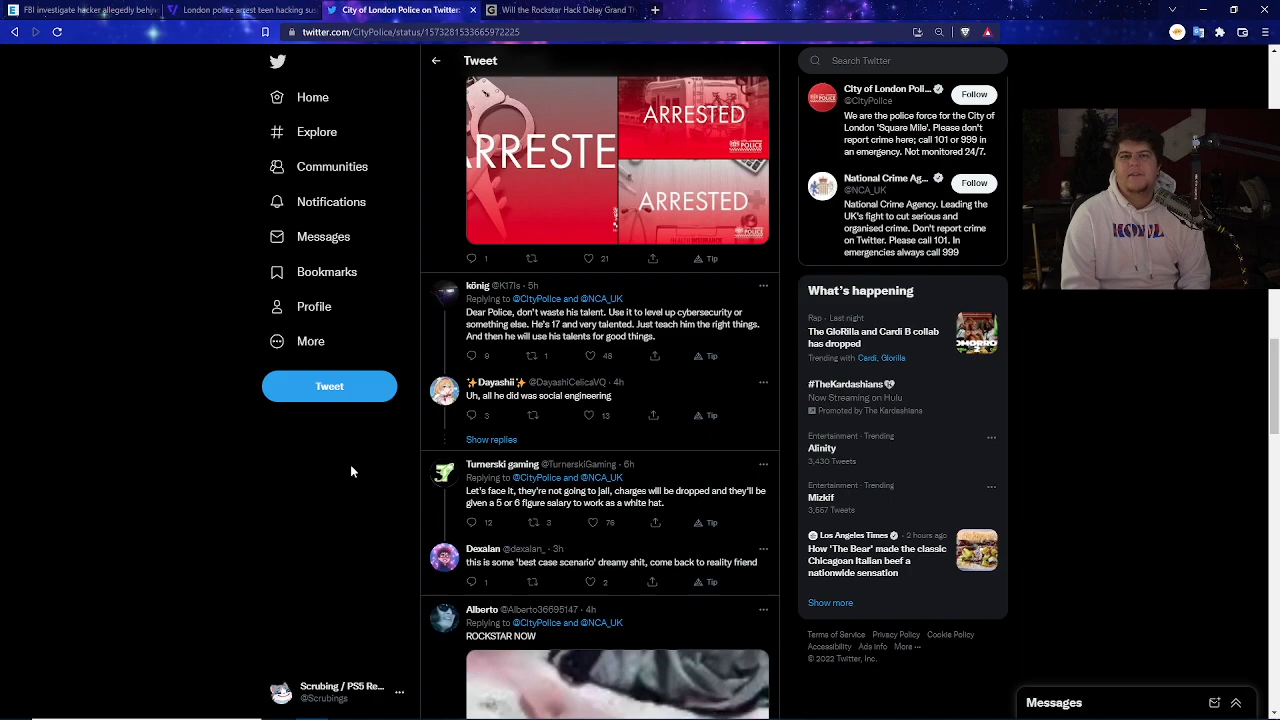 FBI investigate hacker allegedly behin
London police arrest teen hacking sus
City of London Police on Twitter:
Will the Rockstar Hack Delay Grand T
twitter.com/CityPolice/status/1573281533665972225
Home
Explore
Communities
Notifications
Messages
Bookmarks
Profile
More
Tweet
Scrubing / PS5 Re...
@Scrubings
Tweet
ARRESTE
ARRESTED
POLICE
ARRESTED
POLICE
1
21
Tip
könig @K17ls · 5h
Replying to @CityPolice and @NCA_UK
Dear Police, don't waste his talent. Use it to level up cybersecurity or
something else. He's 17 and very talented. Just teach him the right things.
And then he will use his talents for good things.
9
1
48
Tip
✨Dayashii✨ @DayashiCelicaVQ · 4h
Uh, all he did was social engineering
3
13
Tip
Show replies
Turnerski gaming @TurnerskiGaming · 6h
Replying to @CityPolice and @NCA_UK
Let's face it, they're not going to jail, charges will be dropped and they'll be
given a 5 or 6 figure salary to work as a white hat.
12
3
76
Tip
Dexalan @dexalan_ · 3h
this is some 'best case scenario' dreamy shit, come back to reality friend
1
2
Tip
Alberto @Alberto36695147 · 4h
Replying to @CityPolice and @NCA_UK
ROCKSTAR NOW
Search Twitter
City of London Poli...
@CityPolice
Follow
We are the police force for the City of
London 'Square Mile'. Please don't
report crime here; call 101 or 999 in
an emergency. Not monitored 24/7.
National Crime Ag...
@NCA_UK
Follow
National Crime Agency. Leading the
UK's fight to cut serious and
organised crime. Don't report crime
on Twitter. Please call 101. In
emergencies always call 999
What's happening
Rap · Last night
The GloRilla and Cardi B collab
has dropped
Trending with Cardi, Glorilla
#TheKardashians
Now Streaming on Hulu
Promoted by The Kardashians
Entertainment · Trending
Alinity
3,430 Tweets
Entertainment · Trending
Mizkif
3,557 Tweets
Los Angeles Times · 2 hours ago
How 'The Bear' made the classic
Chicagoan Italian beef a
nationwide sensation
Show more
Terms of Service Privacy Policy Cookie Policy
Accessibility Ads info More ···
© 2022 Twitter, Inc.
Messages